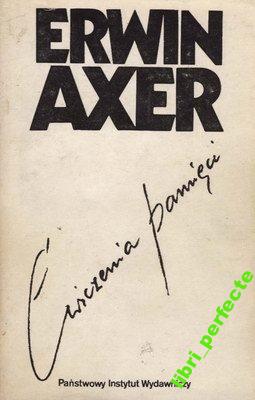 ERWIN
AXER
Ćwiczenia pamięci
Państwowy Instytut Wydawniczy
libri_perfecte